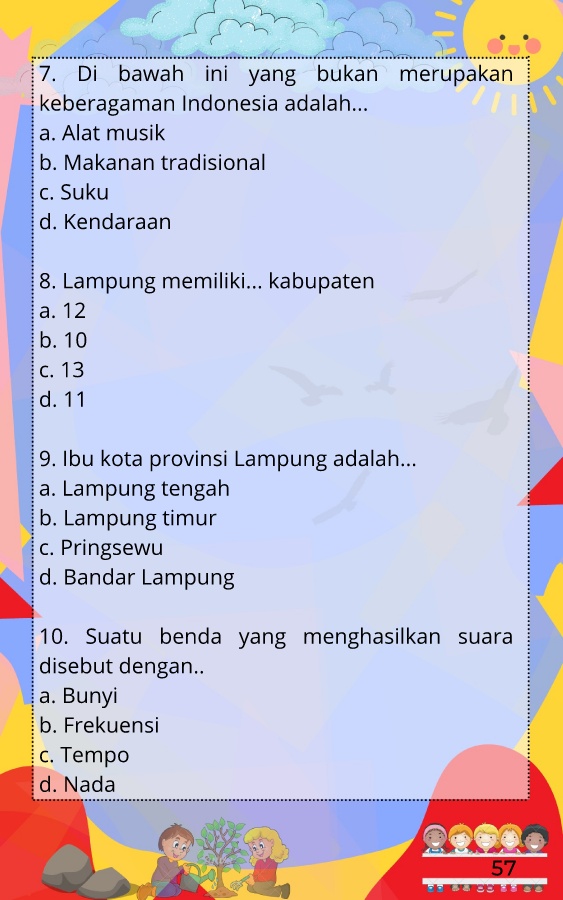 7. Di bawah ini yang bukan merupakan
keberagaman Indonesia adalah...
a. Alat musik
b. Makanan tradisional
c. Suku
d. Kendaraan
8. Lampung memiliki... kabupaten
a. 12
b. 10
c. 13
d. 11
9. Ibu kota provinsi Lampung adalah...
a. Lampung tengah
b. Lampung timur
c. Pringsewu
d. Bandar Lampung
10. Suatu benda yang menghasilkan suara
disebut dengan..
a. Bunyi
b. Frekuensi
c. Tempo
d. Nada
57